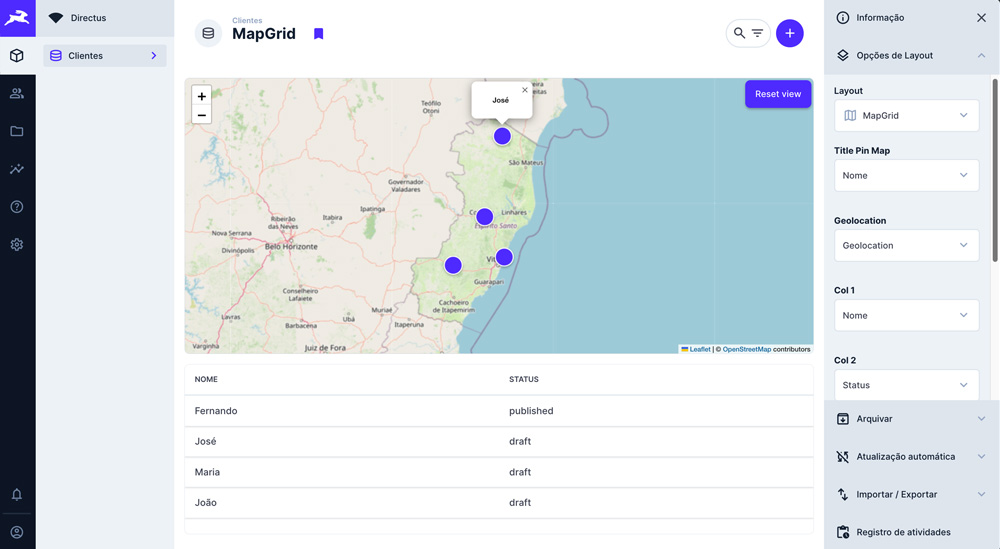 Directus
Clientes
Clientes
MapGrid
+
−
José
×
Reset view
Teófilo
Otoni
de Freitas
São Mateus
Governador
Valadares
Ipatinga
Linhares
Espírito Santo
Ribeirão
das Neves
Itabira
Nova Serrana
Belo Horizonte
Divinópolis
Guarapari
Conselheiro
Lafaiete
Cachoeiro
de Itapemirim
Muriaé
Ubá
Lavras
Barbacena
Itaperuna
Varginha
Juiz de Fora
Leaflet | © OpenStreetMap contributors
NOME STATUS
Fernando published
José draft
Maria draft
João draft
Informação
Opções de Layout
Layout
MapGrid
Title Pin Map
Nome
Geolocation
Geolocation
Col 1
Nome
Col 2
Status
Arquivar
Atualização automática
Importar / Exportar
Registro de atividades